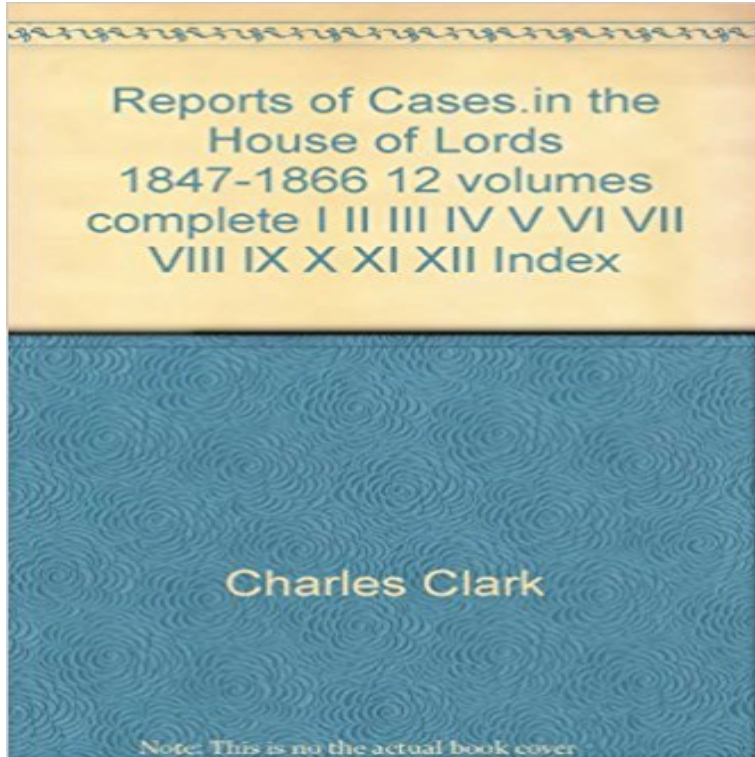 Reports of Cases.in the
House of Lords
1847-1866 12 volumes
complete I II III IV V VI VII
VIII IX X XI XII Index
Charles Clark
Note: This is no the actual book cover